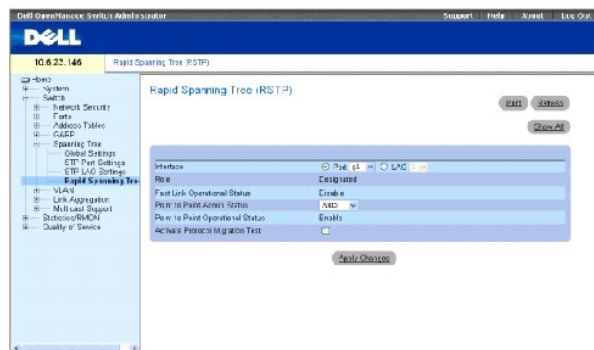 Dell OpenManage Switch Administrator
Support Help About Log Out
DELL
10.6.23.146
Rapid Spanning Tree (RSTP)
Home
System
Switch
Network Security
Ports
Address Tables
GARP
Spanning Tree
Global Settings
STP Port Settings
STP LAG Settings
Rapid Spanning Tre
VLAN
Link Aggregation
Multicast Support
Statistics/RMON
Quality of Service
Rapid Spanning Tree (RSTP)
Print Refresh
Show All
Interface Port g1 LAG 1
Role Designated
Fast Link Operational Status Disable
Point to Point Admin Status Auto
Point to Point Operational Status Enable
Activate Protocol Migration Test
Apply Changes